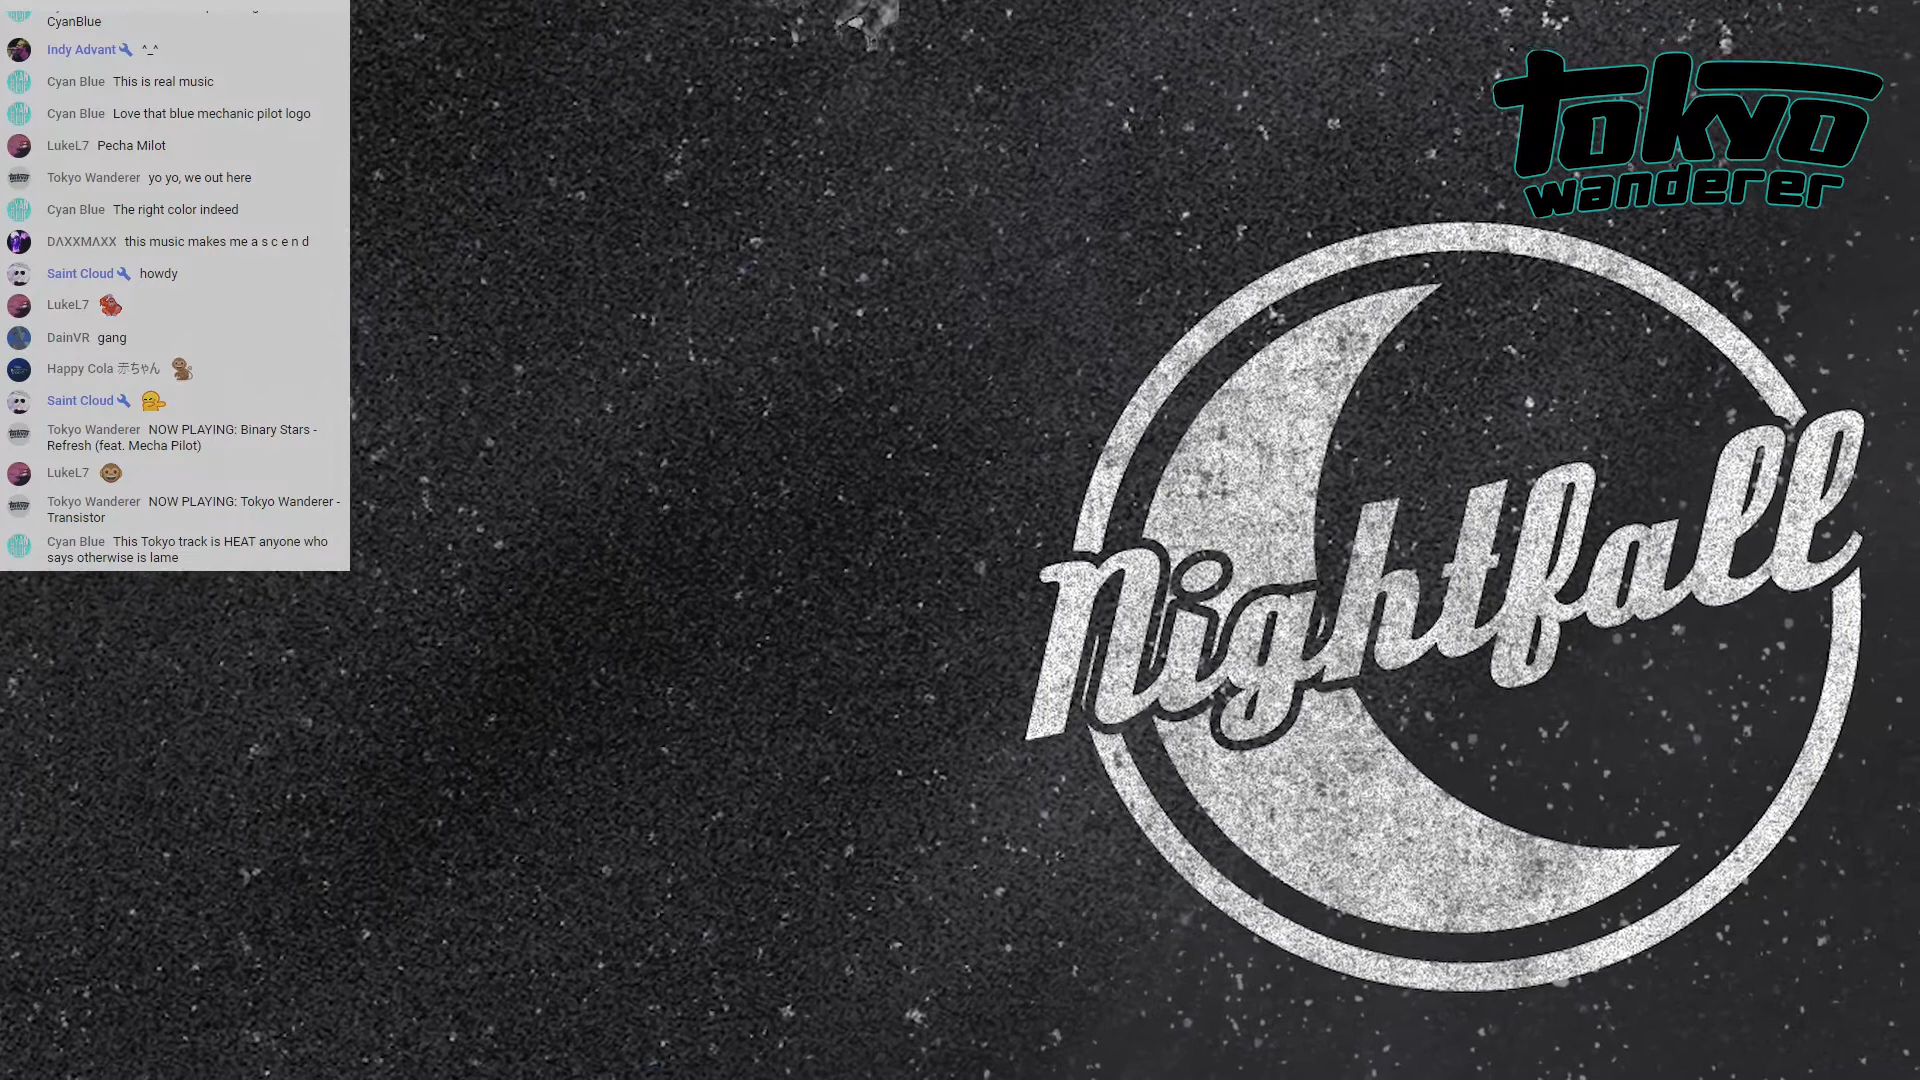 CyanBlue
Indy Advant ^_^
Cyan Blue This is real music
Cyan Blue Love that blue mechanic pilot logo
LukeL7 Pecha Milot
Tokyo Wanderer yo yo, we out here
Cyan Blue The right color indeed
DΛXXMΛXX this music makes me a s c e n d
Saint Cloud howdy
LukeL7
DainVR gang
Happy Cola 赤ちゃん
Saint Cloud
Tokyo Wanderer NOW PLAYING: Binary Stars -
Refresh (feat. Mecha Pilot)
LukeL7
Tokyo Wanderer NOW PLAYING: Tokyo Wanderer -
Transistor
Cyan Blue This Tokyo track is HEAT anyone who
says otherwise is lame
tokyo
wanderer
Nightfall